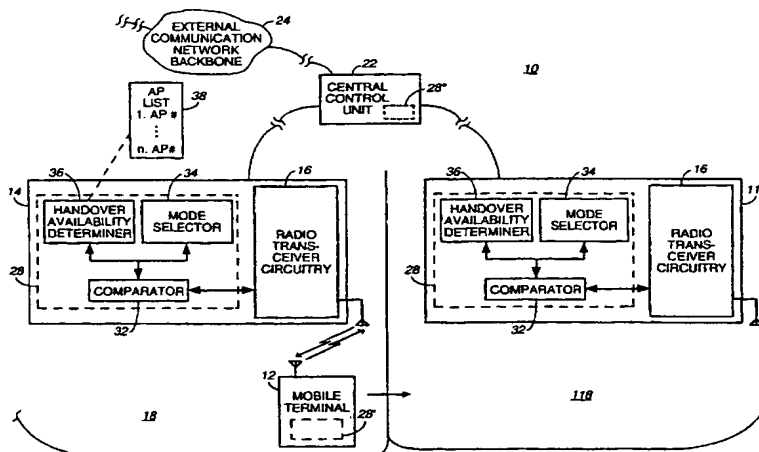 24
EXTERNAL
COMMUNICATION
NETWORK
BACKBONE
22
10
CENTRAL
CONTROL
UNIT
28"
AP
LIST
1. AP #
n. AP#
38
14
36
34
16
HANDOVER
AVAILABILITY
DETERMINER
MODE
SELECTOR
RADIO
TRANS-
CEIVER
CIRCUITRY
28
COMPARATOR
32
36
34
16
HANDOVER
AVAILABILITY
DETERMINER
MODE
SELECTOR
RADIO
TRANS-
CEIVER
CIRCUITRY
28
COMPARATOR
32
12
MOBILE
TERMINAL
28'
18
118